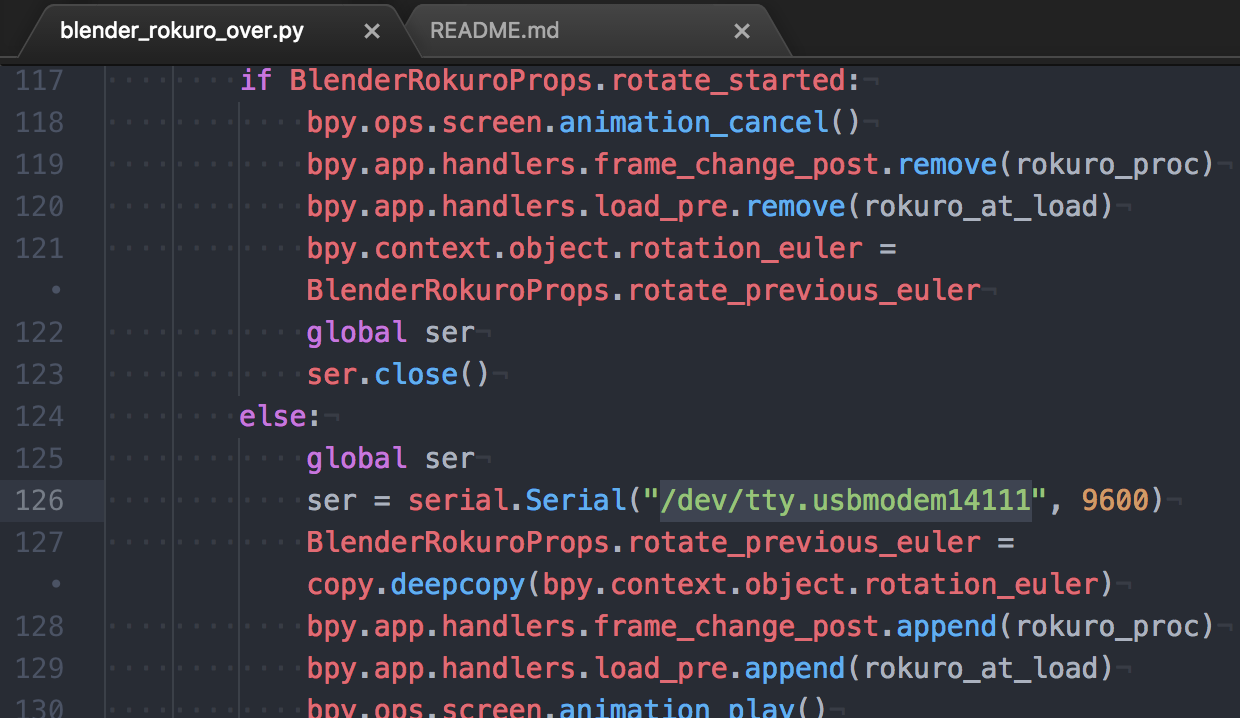 blender_rokuro_over.py × README.md ×
117 if BlenderRokuroProps.rotate_started:¬
118 bpy.ops.screen.animation_cancel()¬
119 bpy.app.handlers.frame_change_post.remove(rokuro_proc)¬
120 bpy.app.handlers.load_pre.remove(rokuro_at_load)¬
121 bpy.context.object.rotation_euler =
• BlenderRokuroProps.rotate_previous_euler¬
122 global ser¬
123 ser.close()¬
124 else:¬
125 global ser¬
126 ser = serial.Serial("/dev/tty.usbmodem14111", 9600)¬
127 BlenderRokuroProps.rotate_previous_euler =
• copy.deepcopy(bpy.context.object.rotation_euler)¬
128 bpy.app.handlers.frame_change_post.append(rokuro_proc)¬
129 bpy.app.handlers.load_pre.append(rokuro_at_load)¬
130 bpy.ops.screen.animation_play()¬